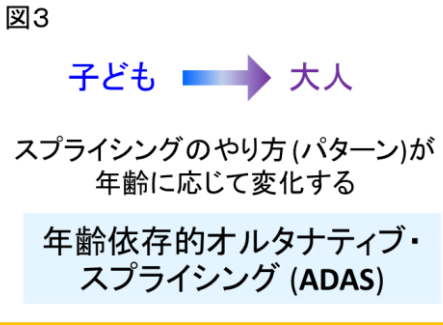 図3
子ども 大人
スプライシングのやり方(パターン)が
年齢に応じて変化する
年齢依存的オルタナティブ・
スプライシング (ADAS)